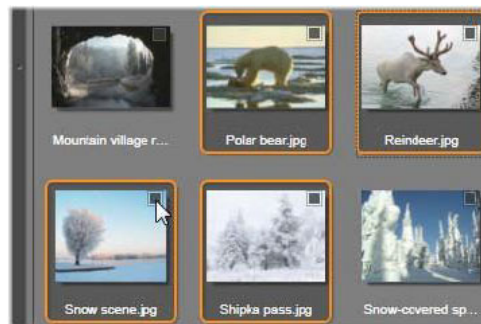 Mountain village r...
Polar bear.jpg
Reindeer.jpg
Snow scene.jpg
Shipka pass.jpg
Snow-covered sp...